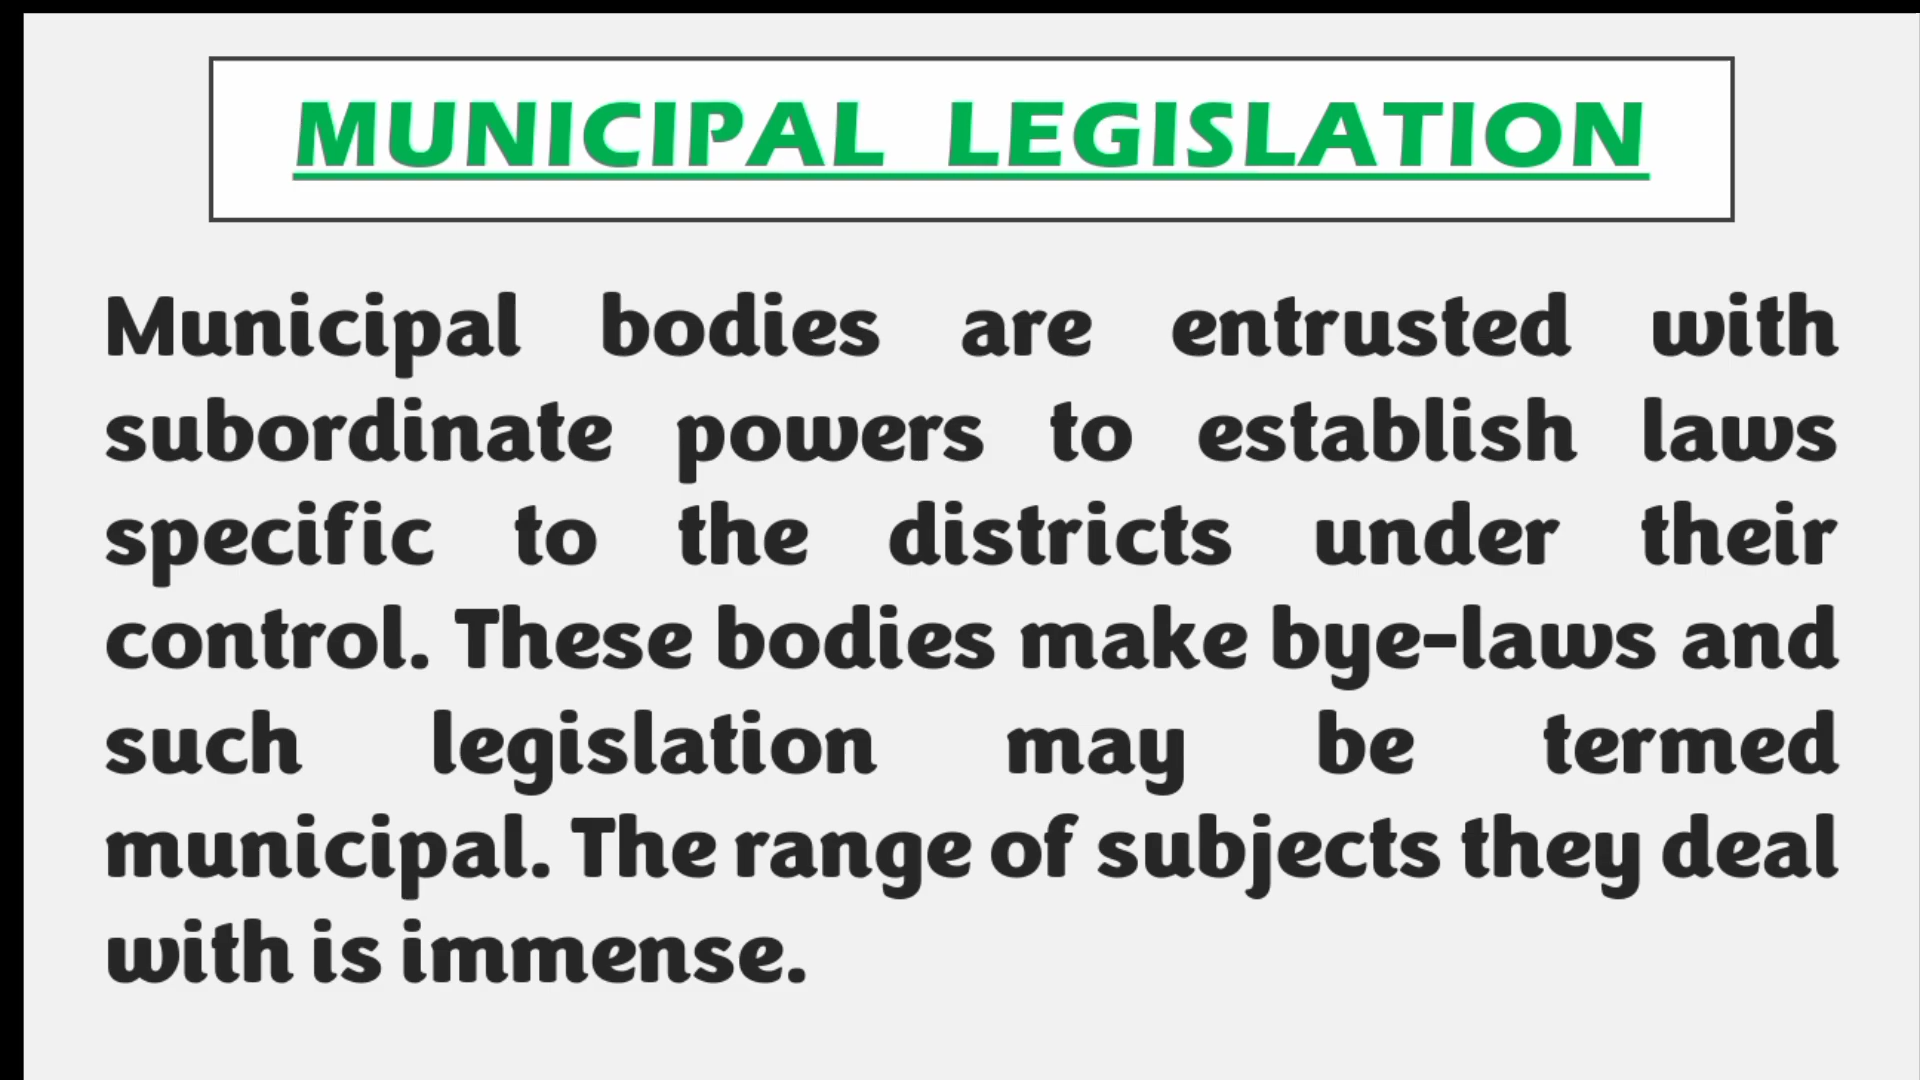 MUNICIPAL LEGISLATION
Municipal bodies are entrusted with
subordinate powers to establish laws
specific to the districts under their
control. These bodies make bye-laws and
such legislation may be termed
municipal. The range of subjects they deal
with is immense.